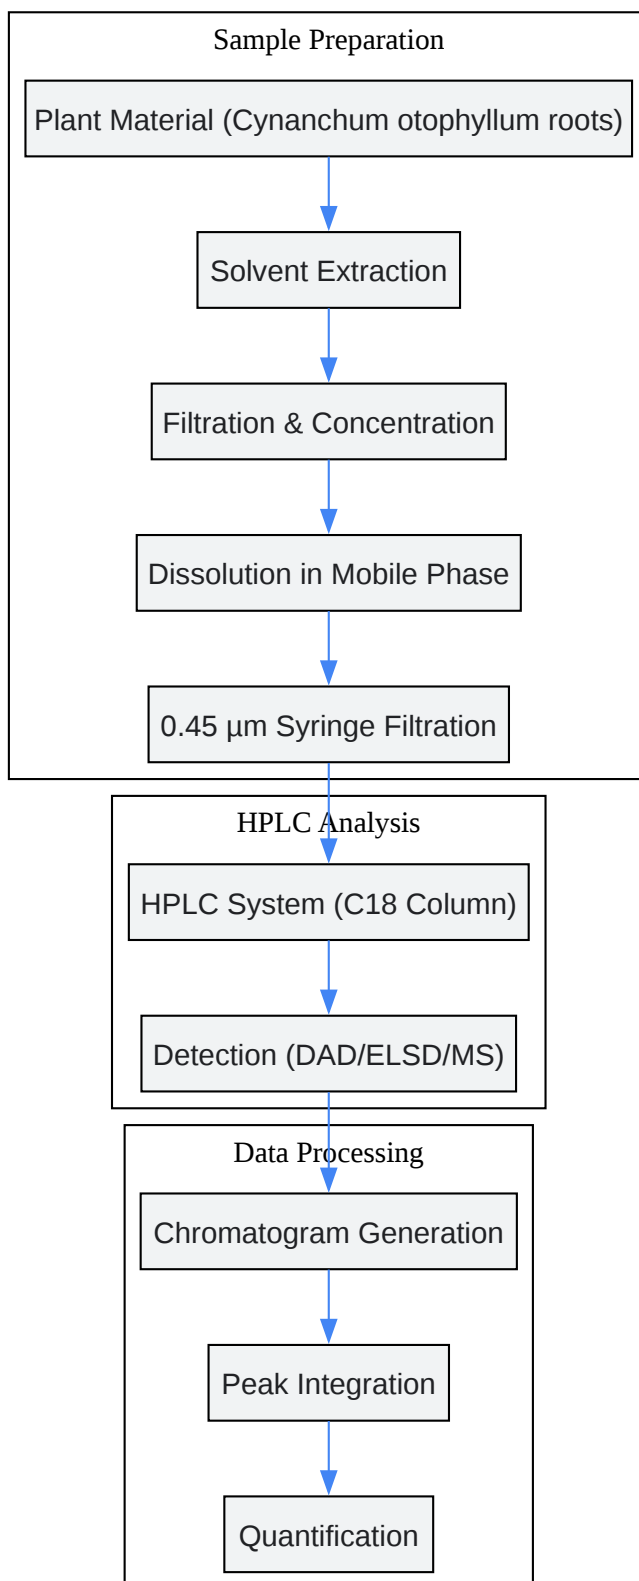 Sample Preparation
Plant Material (Cynanchum otophyllum roots)
Solvent Extraction
Filtration & Concentration
Dissolution in Mobile Phase
0.45 µm Syringe Filtration
HPLC Analysis
HPLC System (C18 Column)
Detection (DAD/ELSD/MS)
Data Processing
Chromatogram Generation
Peak Integration
Quantification